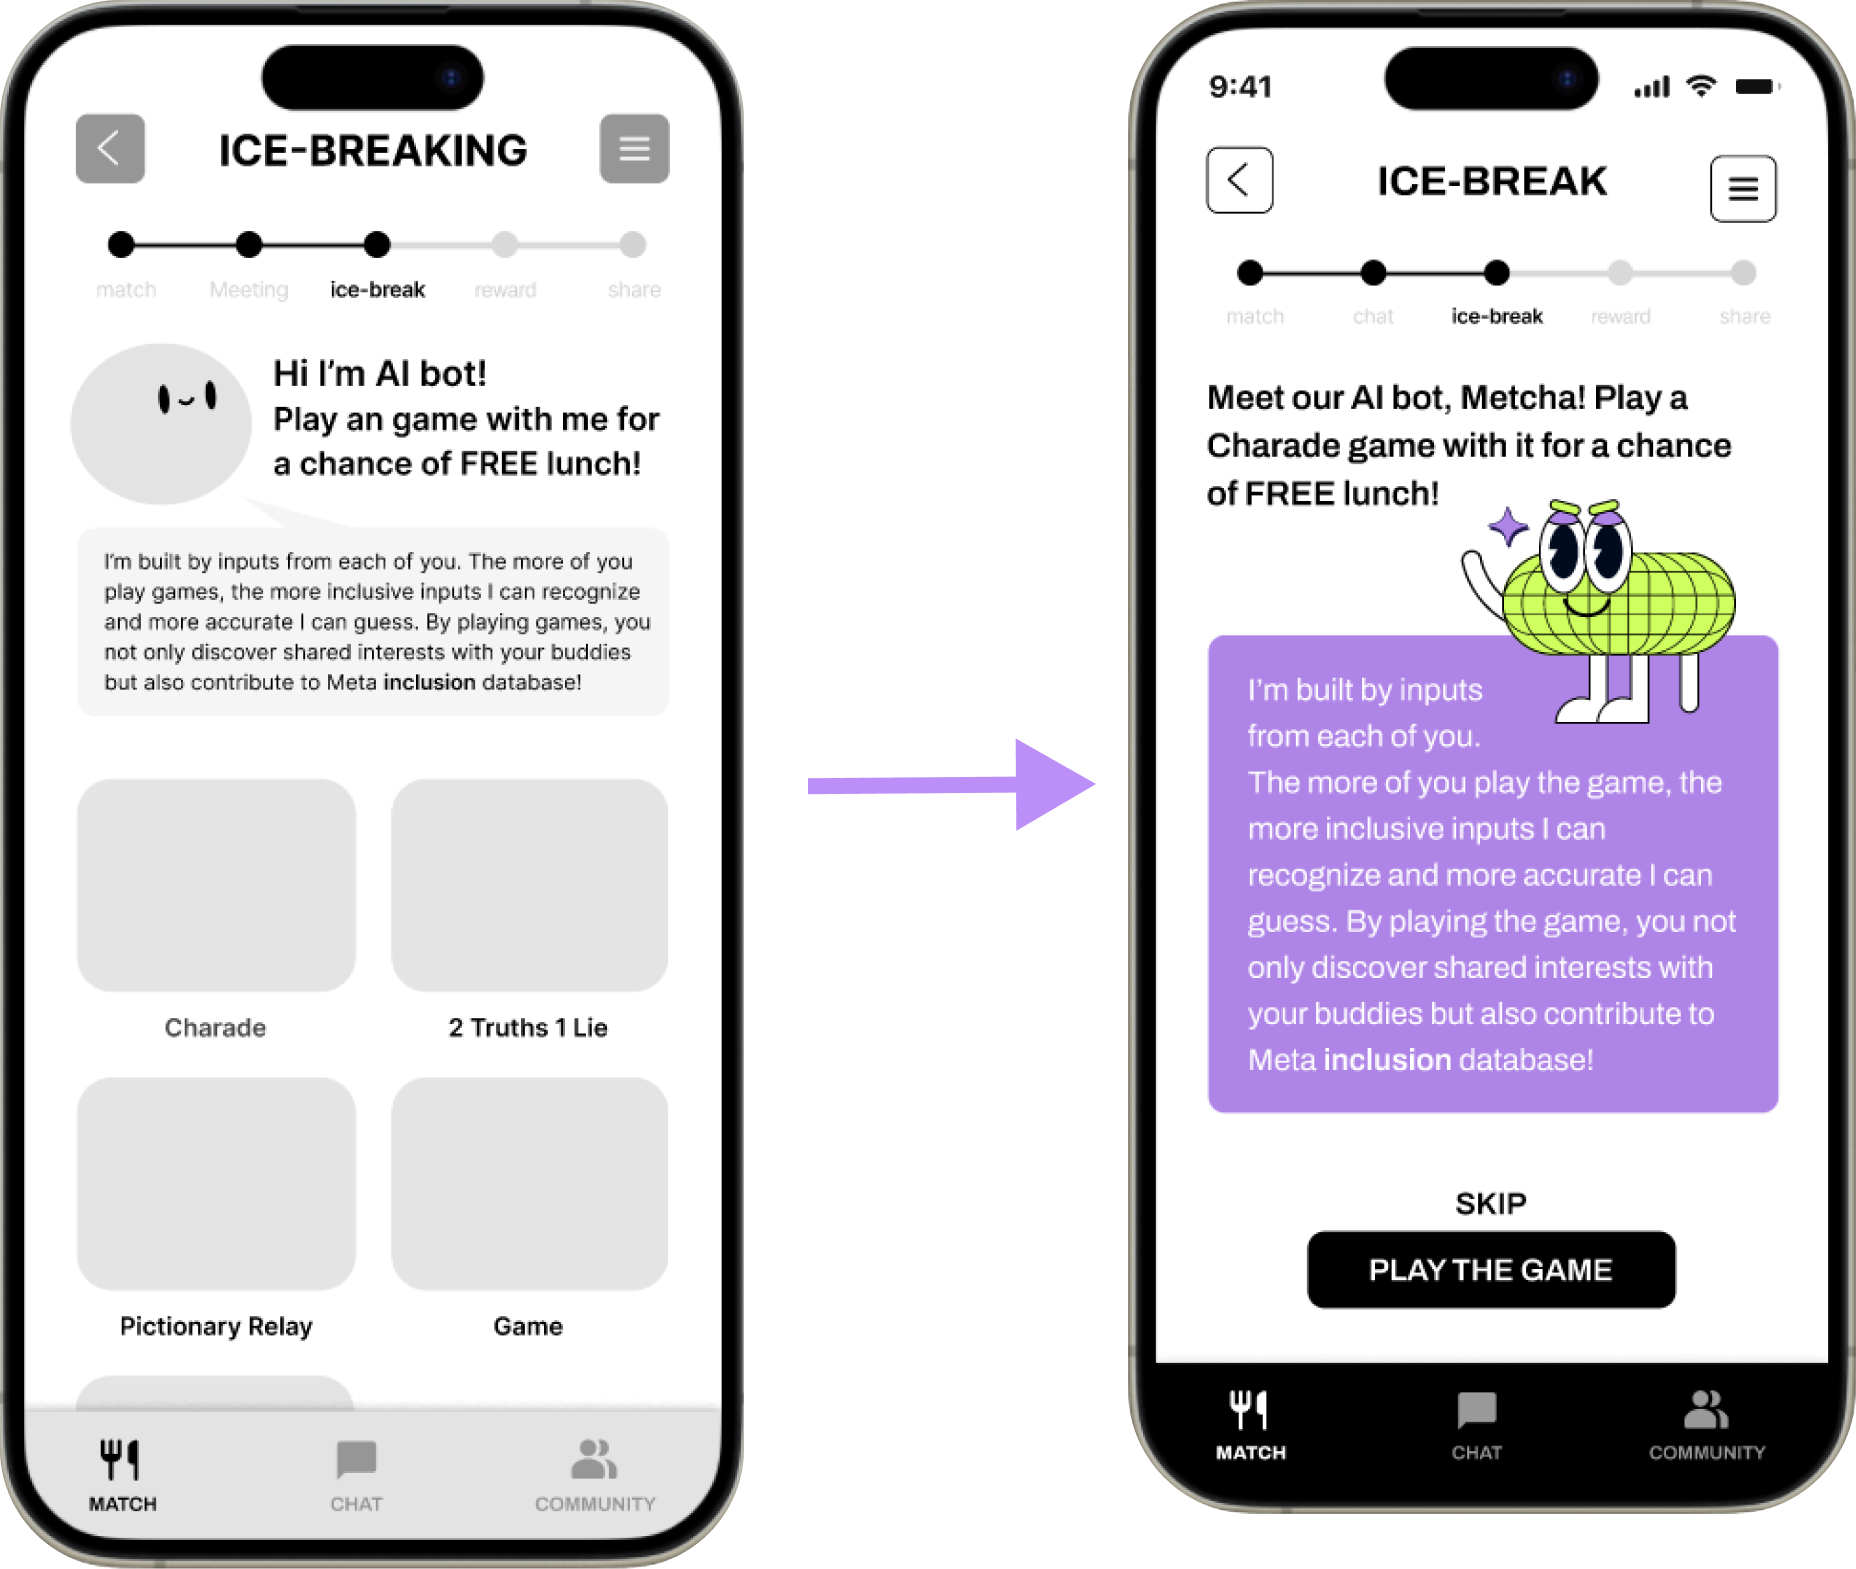 ICE-BREAKING
match Meeting ice-break reward share
Hi I'm AI bot!
Play an game with me for
a chance of FREE lunch!
I'm built by inputs from each of you. The more of you
play games, the more inclusive inputs I can recognize
and more accurate I can guess. By playing games, you
not only discover shared interests with your buddies
but also contribute to Meta inclusion database!
Charade
2 Truths 1 Lie
Pictionary Relay
Game
MATCH
CHAT
COMMUNITY
9:41
ICE-BREAK
match chat ice-break reward share
Meet our AI bot, Metcha! Play a
Charade game with it for a chance
of FREE lunch!
I'm built by inputs
from each of you.
The more of you play the game, the
more inclusive inputs I can
recognize and more accurate I can
guess. By playing the game, you not
only discover shared interests with
your buddies but also contribute to
Meta inclusion database!
SKIP
PLAY THE GAME
MATCH
CHAT
COMMUNITY